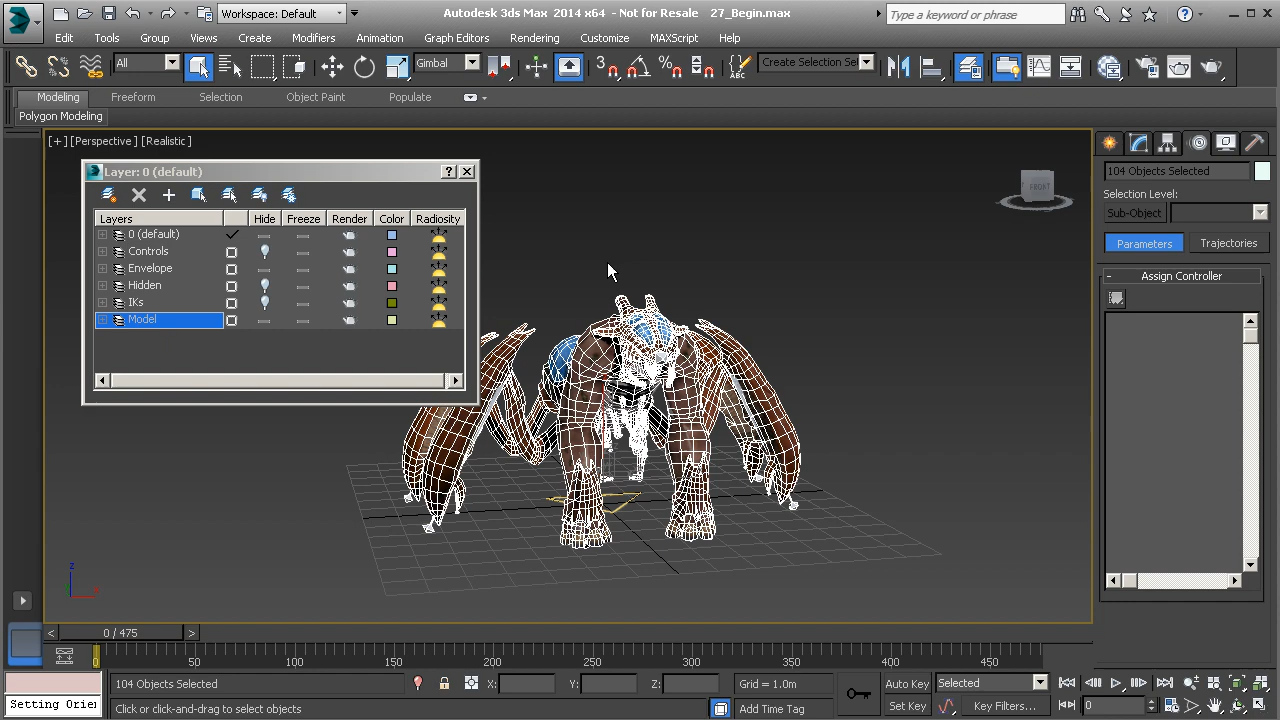 Workspace: Default
Autodesk 3ds Max 2014 x64 - Not for Resale 27_Begin.max
Type a keyword or phrase
Edit Tools Group Views Create Modifiers Animation Graph Editors Rendering Customize MAXScript Help
All Gimbal 3 Create Selection Se
Modeling Freeform Selection Object Paint Populate
Polygon Modeling
[+] [Perspective] [Realistic]
Layer: 0 (default)
Layers Hide Freeze Render Color Radiosity
0 (default)
Controls
Envelope
Hidden
IKs
Model
FRONT
104 Objects Selected
Selection Level:
Sub-Object
Parameters Trajectories
- Assign Controller
z
x
< 0 / 475 >
0 50 100 150 200 250 300 350 400 450
104 Objects Selected X: Y: Z: Grid = 1.0m Auto Key Selected
Setting Orie Click or click-and-drag to select objects Add Time Tag Set Key Key Filters... 0